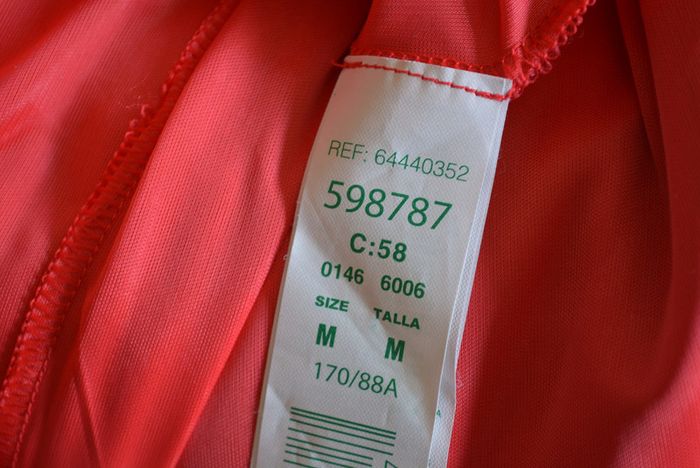 REF: 64440352
598787
C:58
0146 6006
SIZE TALLA
M M
170/88A